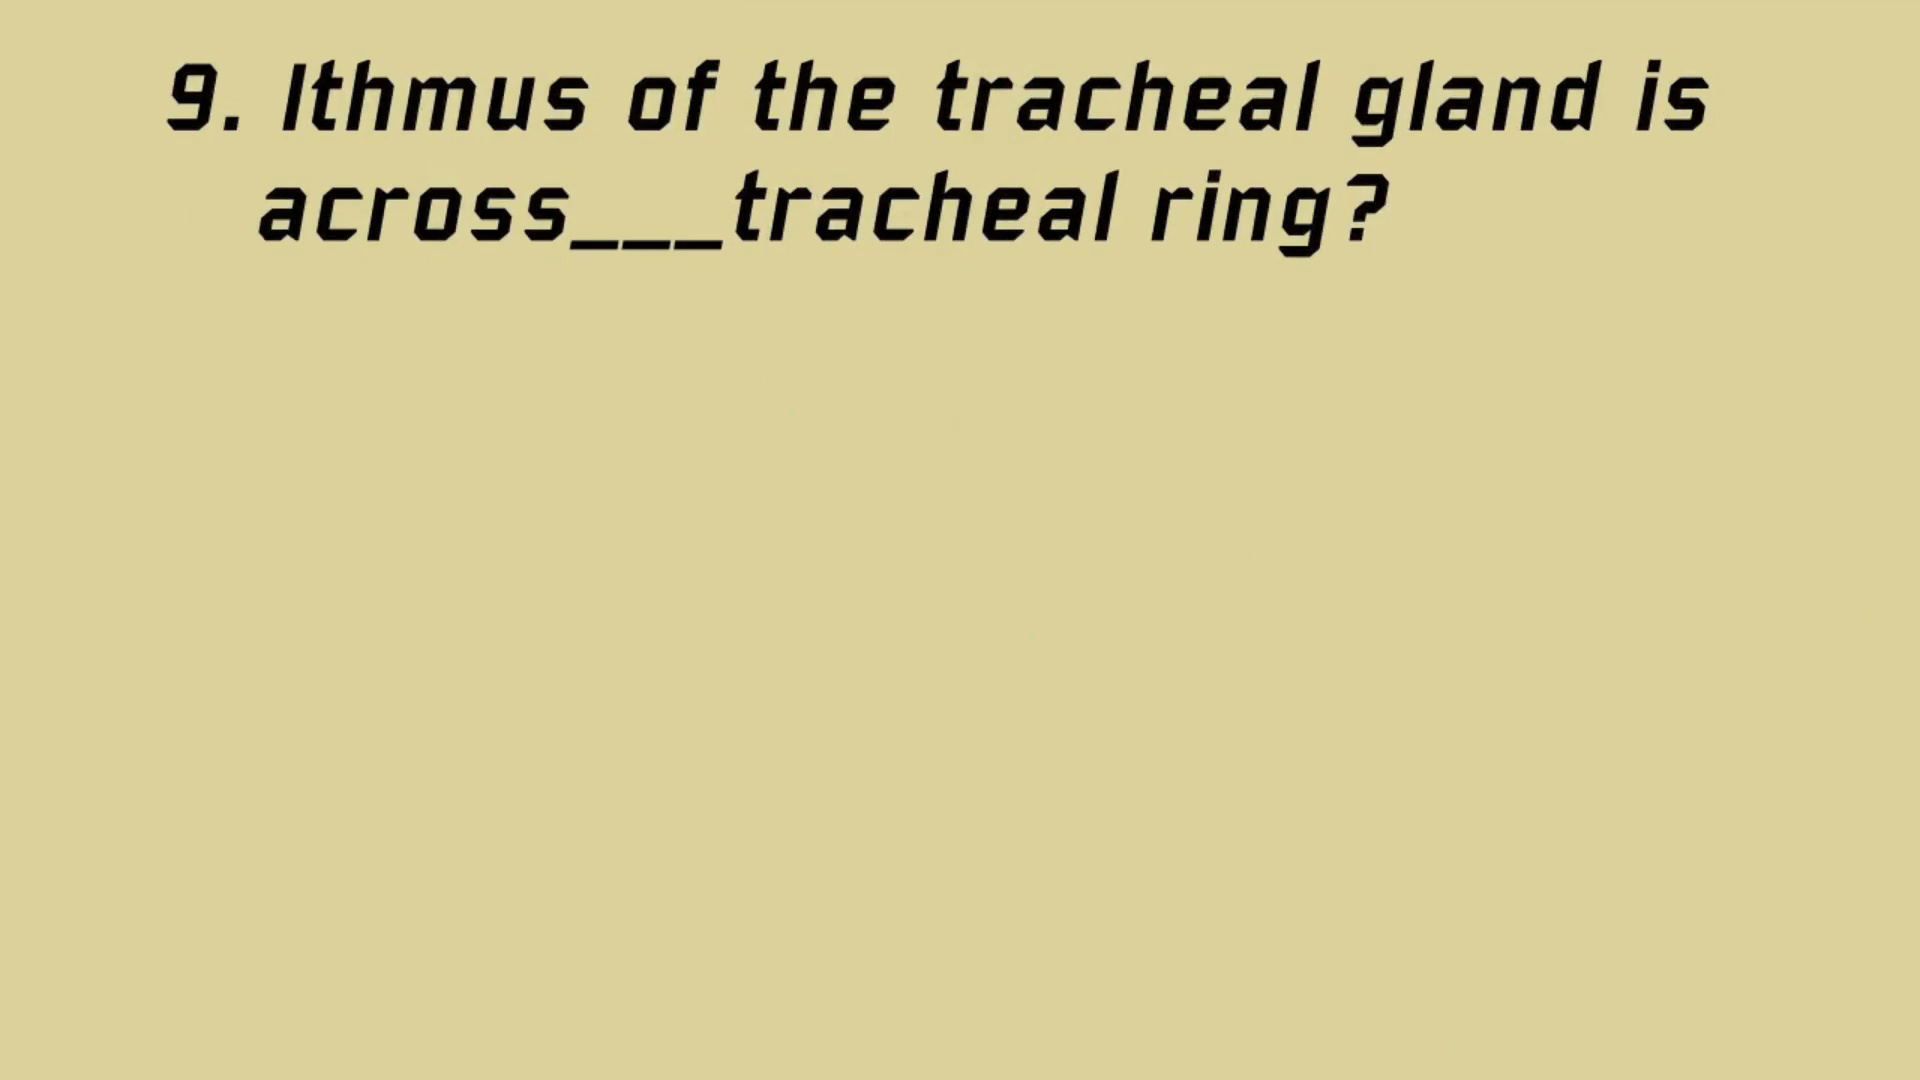 9. Ithmus of the tracheal gland is
across___tracheal ring?